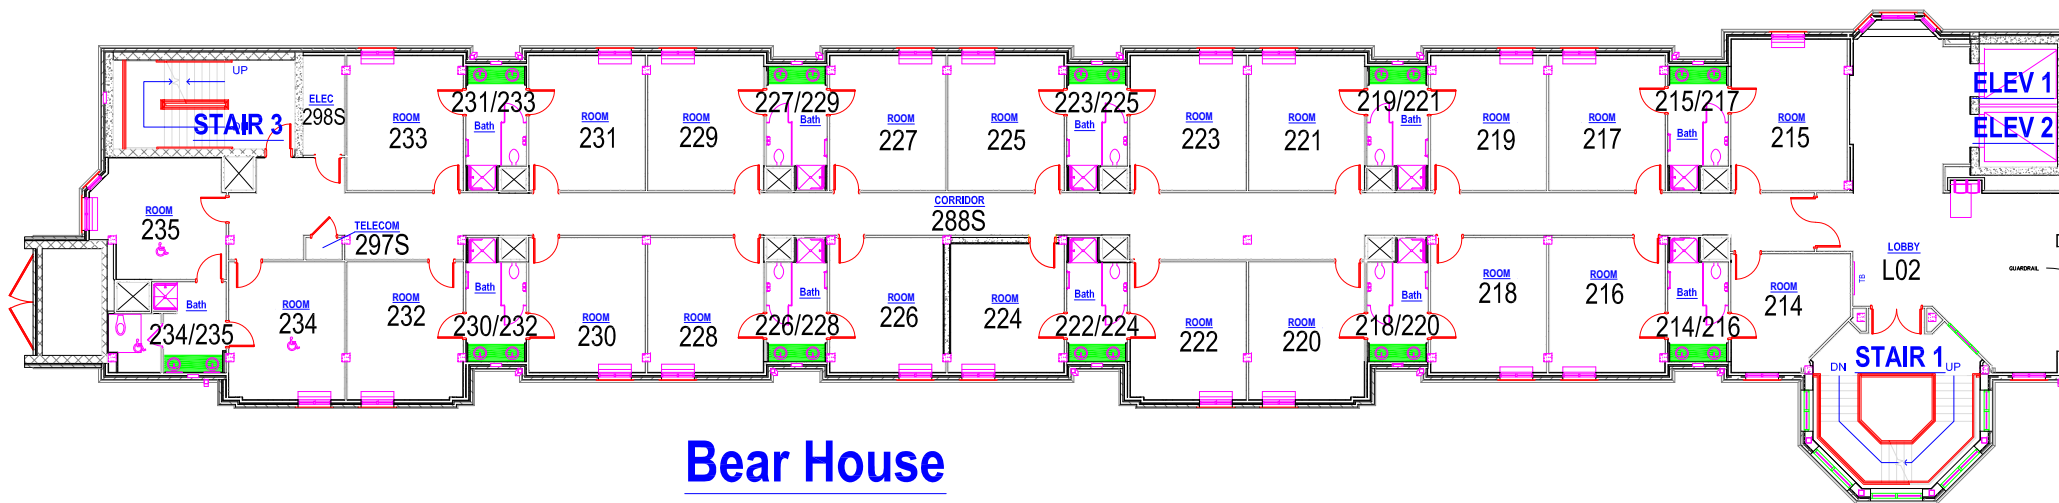 UP
STAIR 3
ELEC
298S
ROOM
233
231/233
Bath
ROOM
231
ROOM
229
227/229
Bath
ROOM
227
ROOM
225
223/225
Bath
ROOM
223
ROOM
221
219/221
Bath
ROOM
219
ROOM
217
215/217
Bath
ROOM
215
ELEV 1
ELEV 2
ROOM
235
TELECOM
297S
CORRIDOR
288S
LOBBY
L02
GUARDRAIL
TB
Bath
234/235
ROOM
234
ROOM
232
Bath
230/232
ROOM
230
ROOM
228
Bath
226/228
ROOM
226
ROOM
224
Bath
222/224
ROOM
222
ROOM
220
Bath
218/220
ROOM
218
ROOM
216
Bath
214/216
ROOM
214
STAIR 1
DN
UP
Bear House